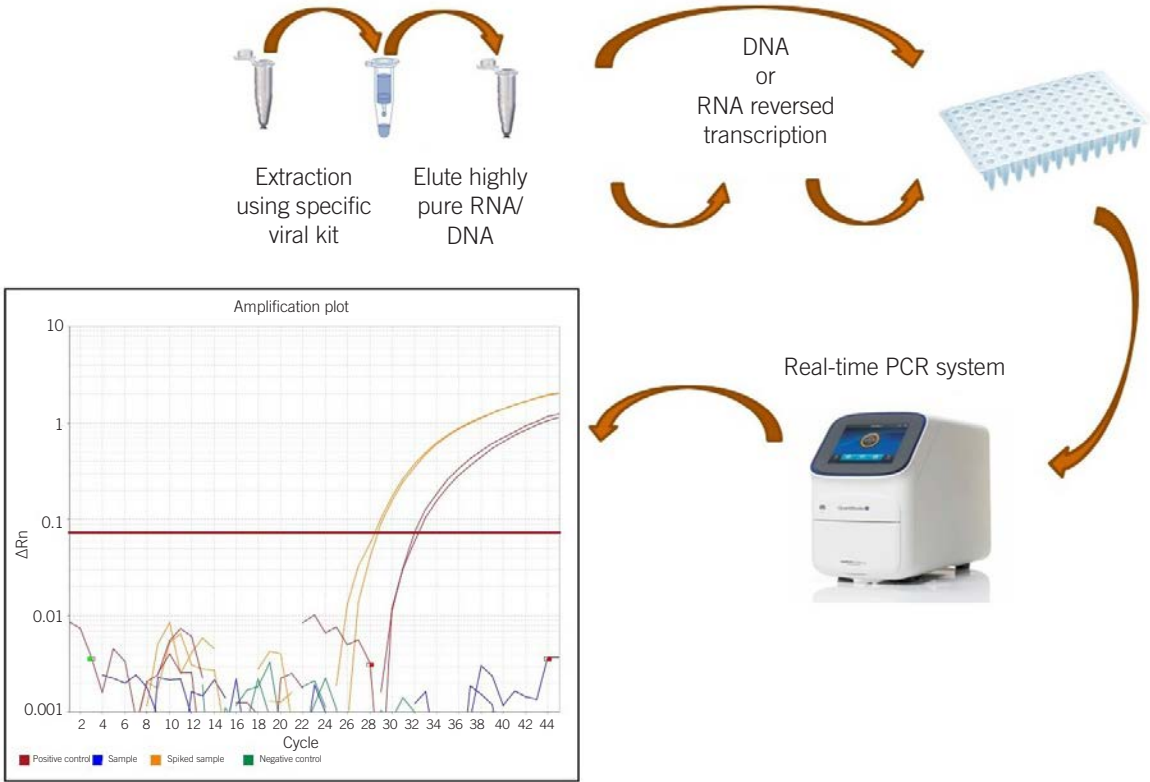 DNA
or
RNA reversed
transcription
Extraction
using specific
viral kit
Elute highly
pure RNA/
DNA
Amplification plot
10
1
0.1
0.01
0.001
ΔRn
2 4 6 8 10 12 14 16 18 20 22 24 26 28 30 32 34 36 38 40 42 44
Cycle
Positive control Sample Spiked sample Negative control
Real-time PCR system